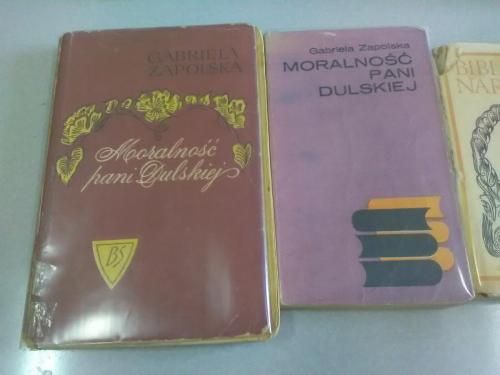 GABRIELA
ZAPOLSKA
Moralność
pani Dulskiej
BS
Gabriela Zapolska
MORALNOŚĆ
PANI
DULSKIEJ
BIBL
NAR